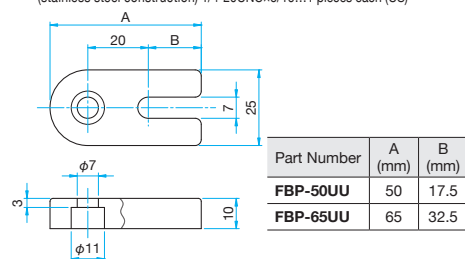 A
20
B
7
25
φ7
3
10
φ11
Part Number
A
(mm)
B
(mm)
FBP-50UU 50 17.5
FBP-65UU 65 32.5